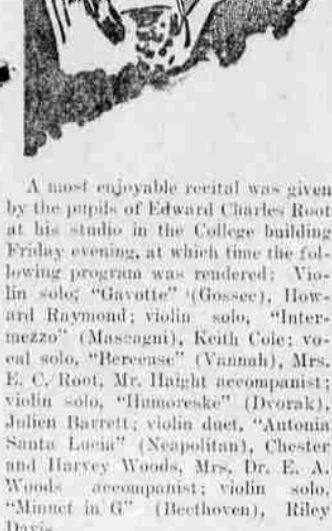 A most enjoyable recital was given
by the pupils of Edward Charles Root
at his studio in the College building
Friday evening, at which time the fol-
lowing program was rendered: Vio-
lin solo; "Gavotte" (Gossec), How-
ard Raymond; violin solo, "Inter-
mezzo" (Mascagni), Keith Cole; vo-
cal solo, "Berceuse" (Vannah), Mrs.
E. C. Root, Mr. Haight accompanist;
violin solo, "Humoreske" (Dvorak),
Julien Barrett; violin duet, "Antonia
Santa Lucia" (Neapolitan), Chester
and Harvey Woods, Mrs. Dr. E. A.
Woods accompanist; violin solo,
"Minuet in G" (Beethoven), Riley
Davis